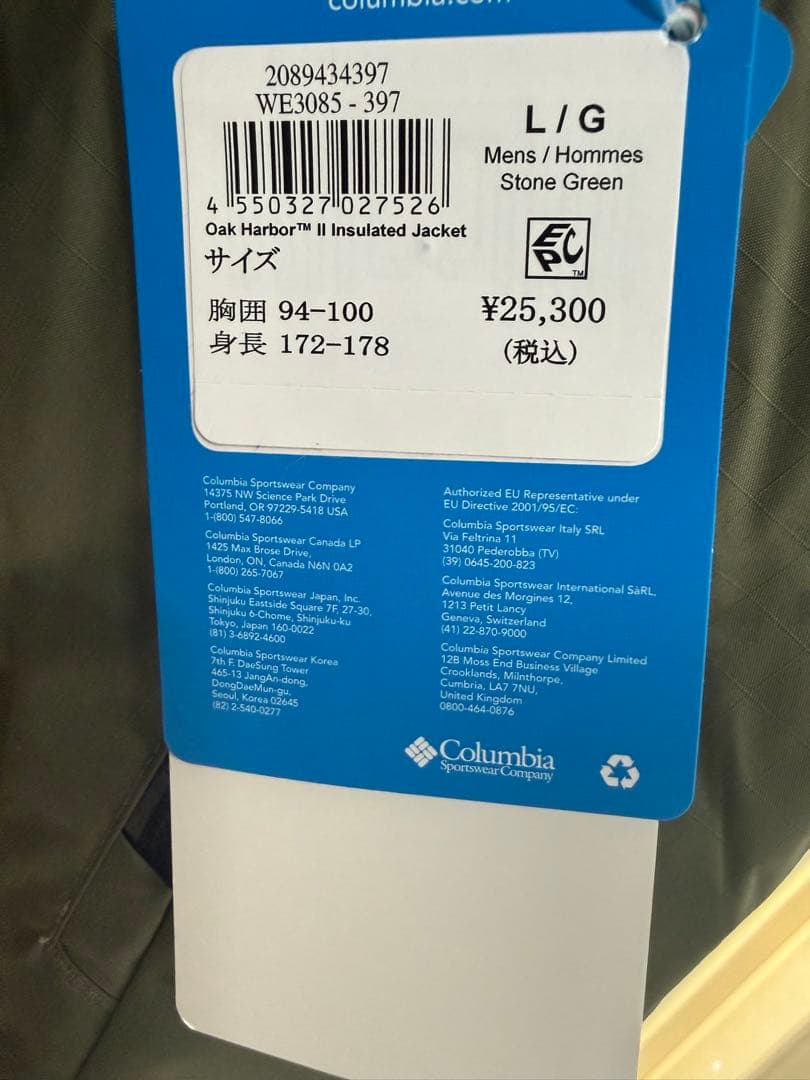 columbia.com
2089434397
WE3085 - 397
4 550327 027526
Oak Harbor™ II Insulated Jacket
サイズ
胸囲 94-100
身長 172-178
L / G
Mens / Hommes
Stone Green
EPC
TM
¥25,300
(税込)
Columbia Sportswear Company
14375 NW Science Park Drive
Portland, OR 97229-5418 USA
1-(800) 547-8066
Columbia Sportswear Canada LP
1425 Max Brose Drive,
London, ON, Canada N6N 0A2
1-(800) 265-7067
Columbia Sportswear Japan, Inc.
Shinjuku Eastside Square 7F, 27-30,
Shinjuku 6-Chome, Shinjuku-ku
Tokyo, Japan 160-0022
(81) 3-6892-4600
Columbia Sportswear Korea
7th F. DaeSung Tower
465-13 JangAn-dong,
DongDaeMun-gu,
Seoul, Korea 02645
(82) 2-540-0277
Authorized EU Representative under
EU Directive 2001/95/EC:
Columbia Sportswear Italy SRL
Via Feltrina 11
31040 Pederobba (TV)
(39) 0645-200-823
Columbia Sportswear International SàRL,
Avenue des Morgines 12,
1213 Petit Lancy
Geneva, Switzerland
(41) 22-870-9000
Columbia Sportswear Company Limited
12B Moss End Business Village
Crooklands, Milnthorpe,
Cumbria, LA7 7NU,
United Kingdom
0800-464-0876
Columbia
Sportswear Company